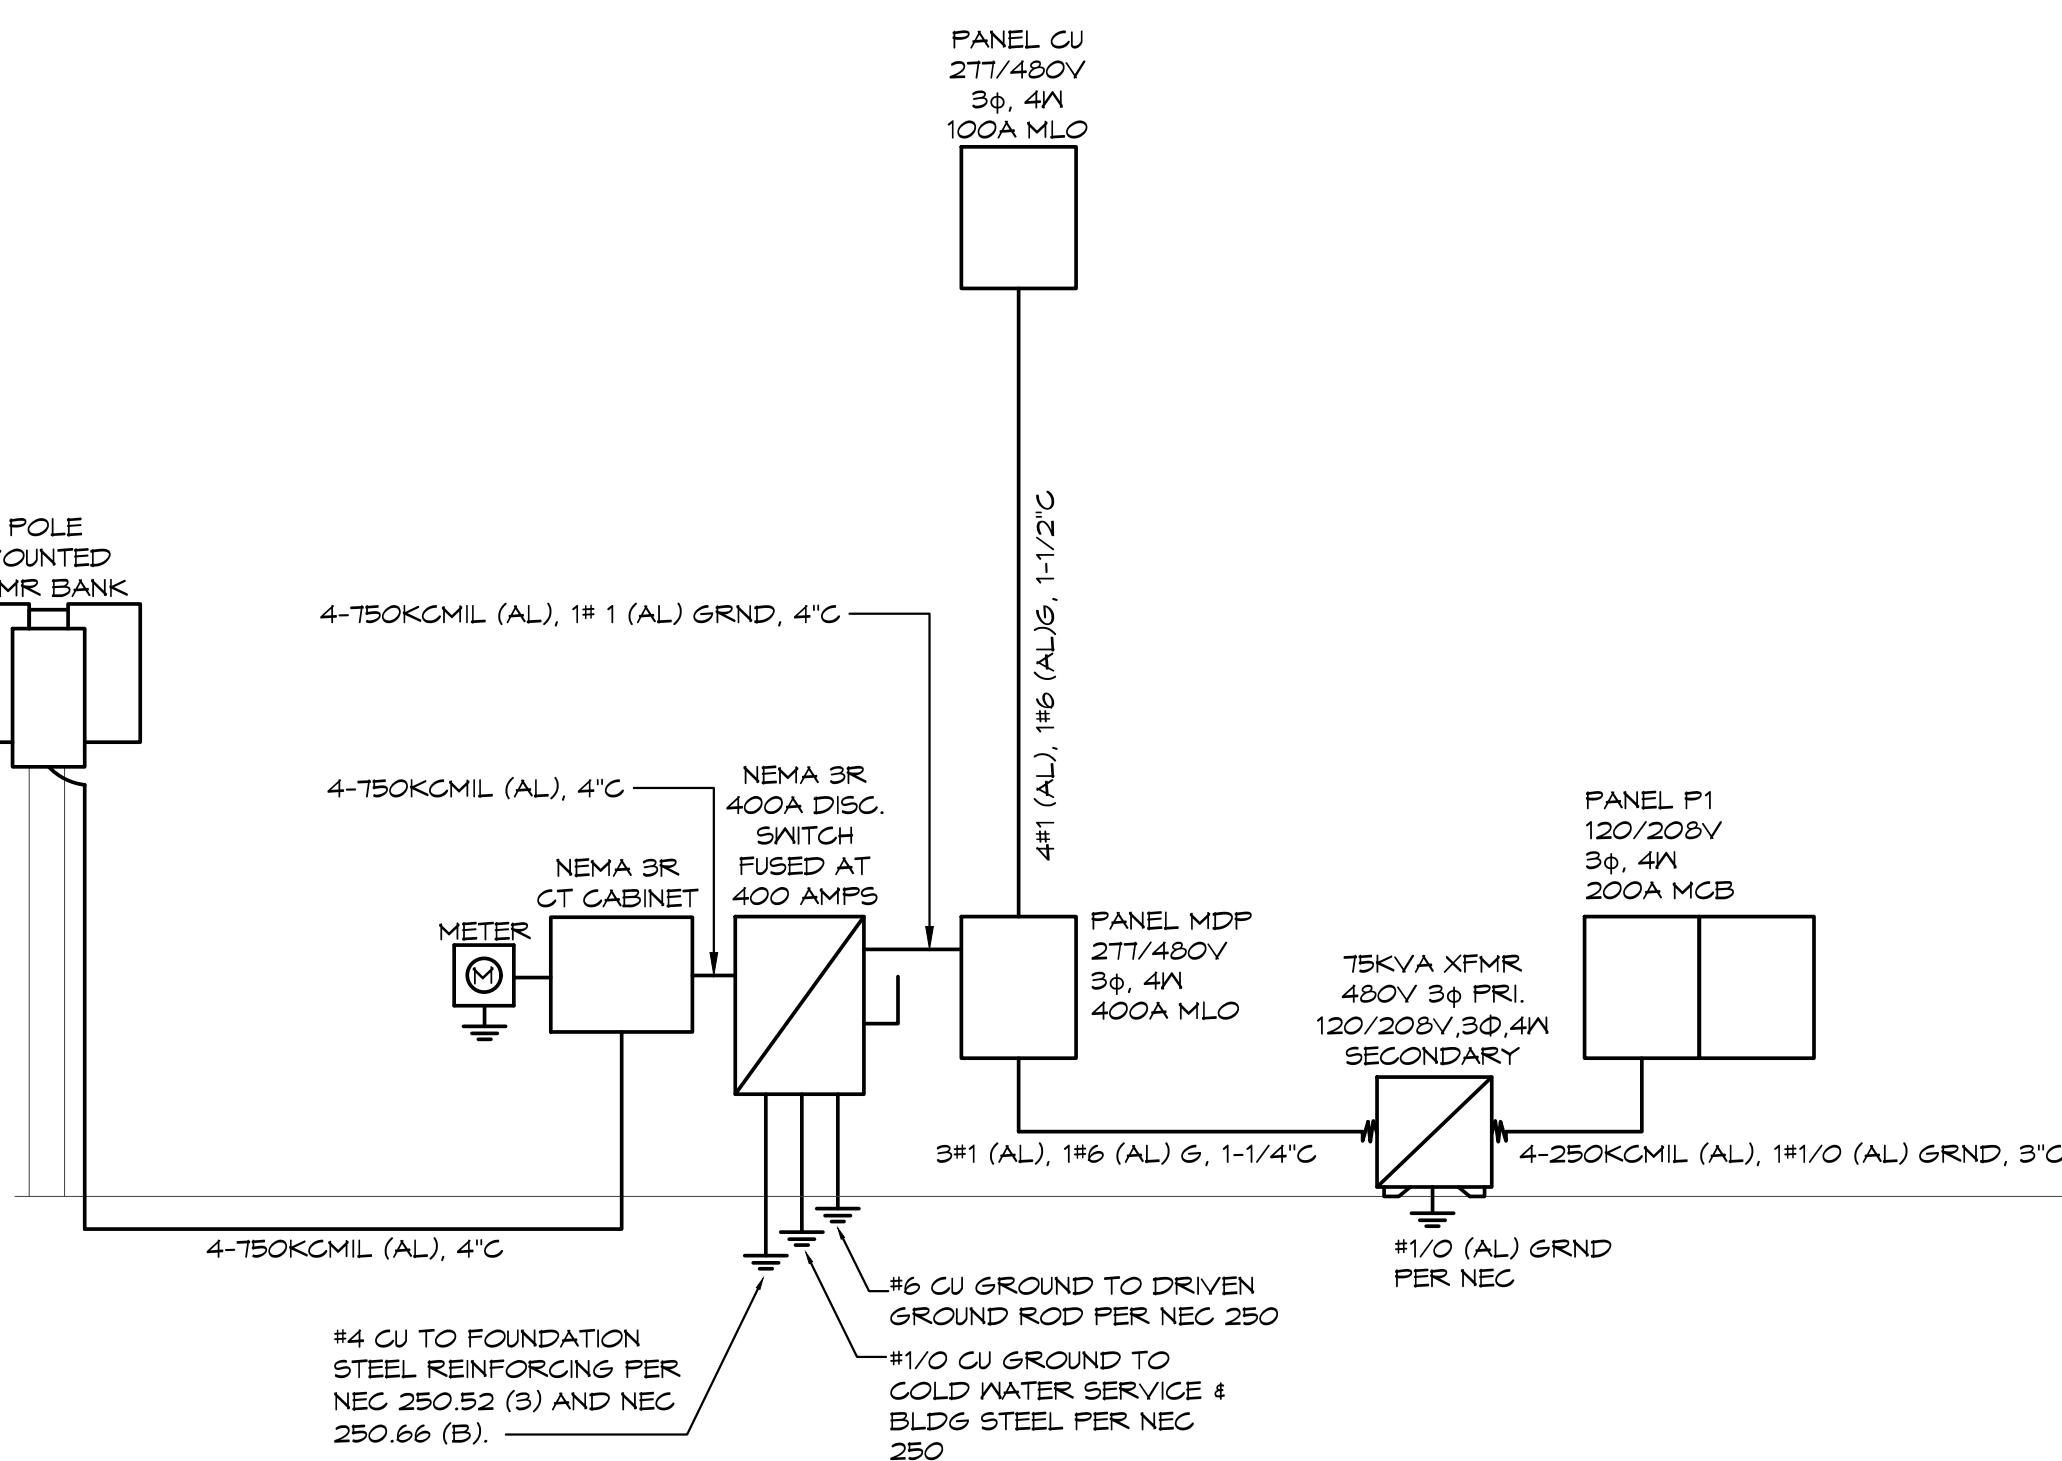 PANEL CU
277/480V
3φ, 4W
100A MLO
4#1 (AL), 1#6 (AL)G, 1-1/2"C
POLE
OUNTED
MR BANK
4-750KCMIL (AL), 1# 1 (AL) GRND, 4"C
4-750KCMIL (AL), 4"C
NEMA 3R
400A DISC.
SWITCH
FUSED AT
400 AMPS
NEMA 3R
CT CABINET
METER
M
PANEL MDP
277/480V
3φ, 4W
400A MLO
PANEL P1
120/208V
3φ, 4W
200A MCB
75KVA XFMR
480V 3φ PRI.
120/208V,3Φ,4W
SECONDARY
3#1 (AL), 1#6 (AL) G, 1-1/4"C
4-250KCMIL (AL), 1#1/0 (AL) GRND, 3"C
4-750KCMIL (AL), 4"C
#1/0 (AL) GRND
PER NEC
#6 CU GROUND TO DRIVEN
GROUND ROD PER NEC 250
#4 CU TO FOUNDATION
STEEL REINFORCING PER
NEC 250.52 (3) AND NEC
250.66 (B).
#1/0 CU GROUND TO
COLD WATER SERVICE &
BLDG STEEL PER NEC
250